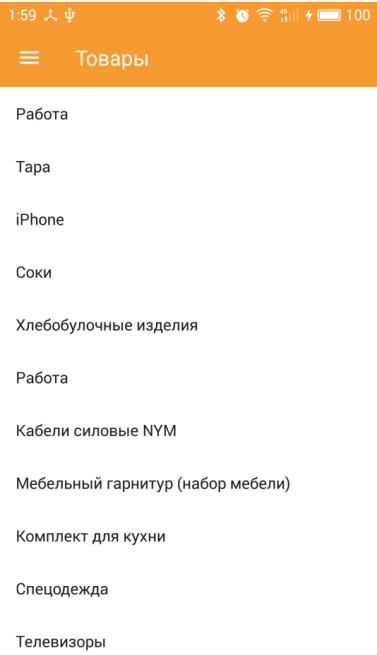 1:59 4G 100
Товары
Работа
Тара
iPhone
Соки
Хлебобулочные изделия
Работа
Кабели силовые NYM
Мебельный гарнитур (набор мебели)
Комплект для кухни
Спецодежда
Телевизоры